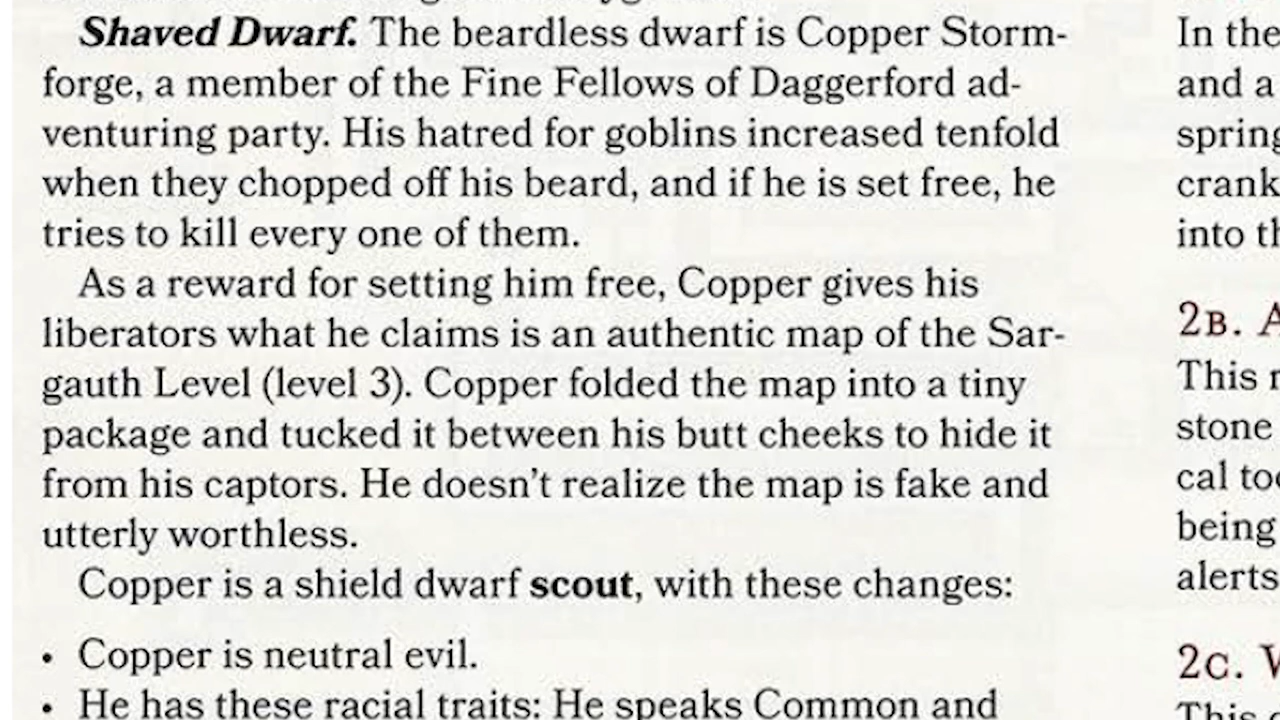 Shaved Dwarf. The beardless dwarf is Copper Storm-
forge, a member of the Fine Fellows of Daggerford ad-
venturing party. His hatred for goblins increased tenfold
when they chopped off his beard, and if he is set free, he
tries to kill every one of them.
As a reward for setting him free, Copper gives his
liberators what he claims is an authentic map of the Sar-
gauth Level (level 3). Copper folded the map into a tiny
package and tucked it between his butt cheeks to hide it
from his captors. He doesn't realize the map is fake and
utterly worthless.
Copper is a shield dwarf scout, with these changes:
• Copper is neutral evil.
• He has these racial traits: He speaks Common and
In the
and a
spring
crank
into
2B. A
This
stone
cal
being
alerts
2C.
This